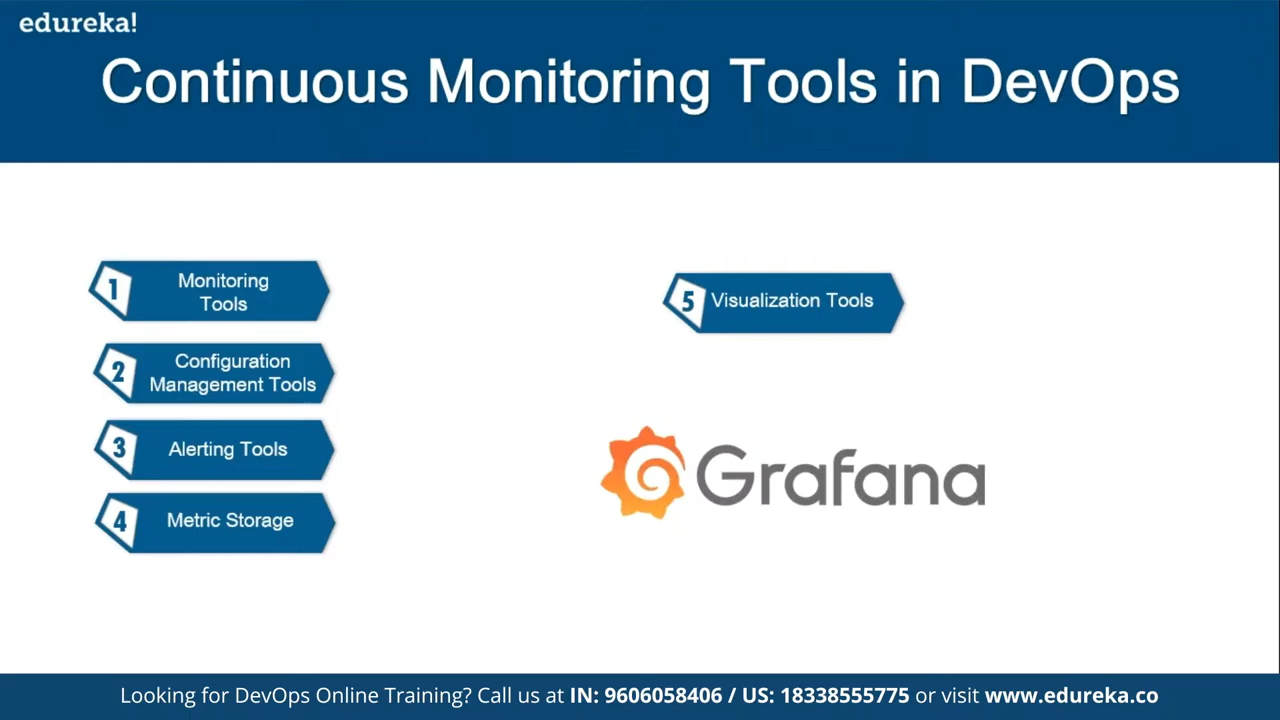 edureka!
Continuous Monitoring Tools in DevOps
1
Monitoring
Tools
2
Configuration
Management Tools
3
Alerting Tools
4
Metric Storage
5
Visualization Tools
Grafana
Looking for DevOps Online Training? Call us at IN: 9606058406 / US: 18338555775 or visit www.edureka.co